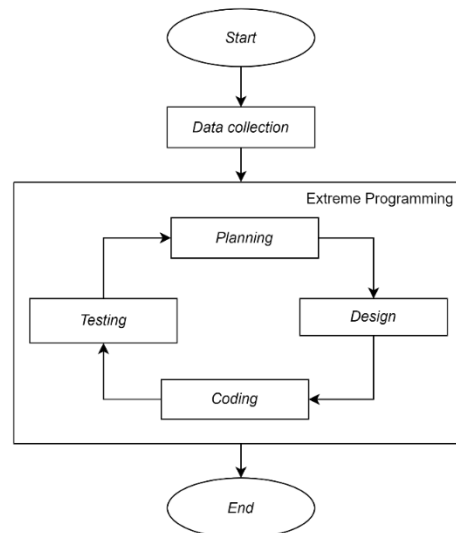 Start
Data collection
Extreme Programming
Planning
Testing
Design
Coding
End